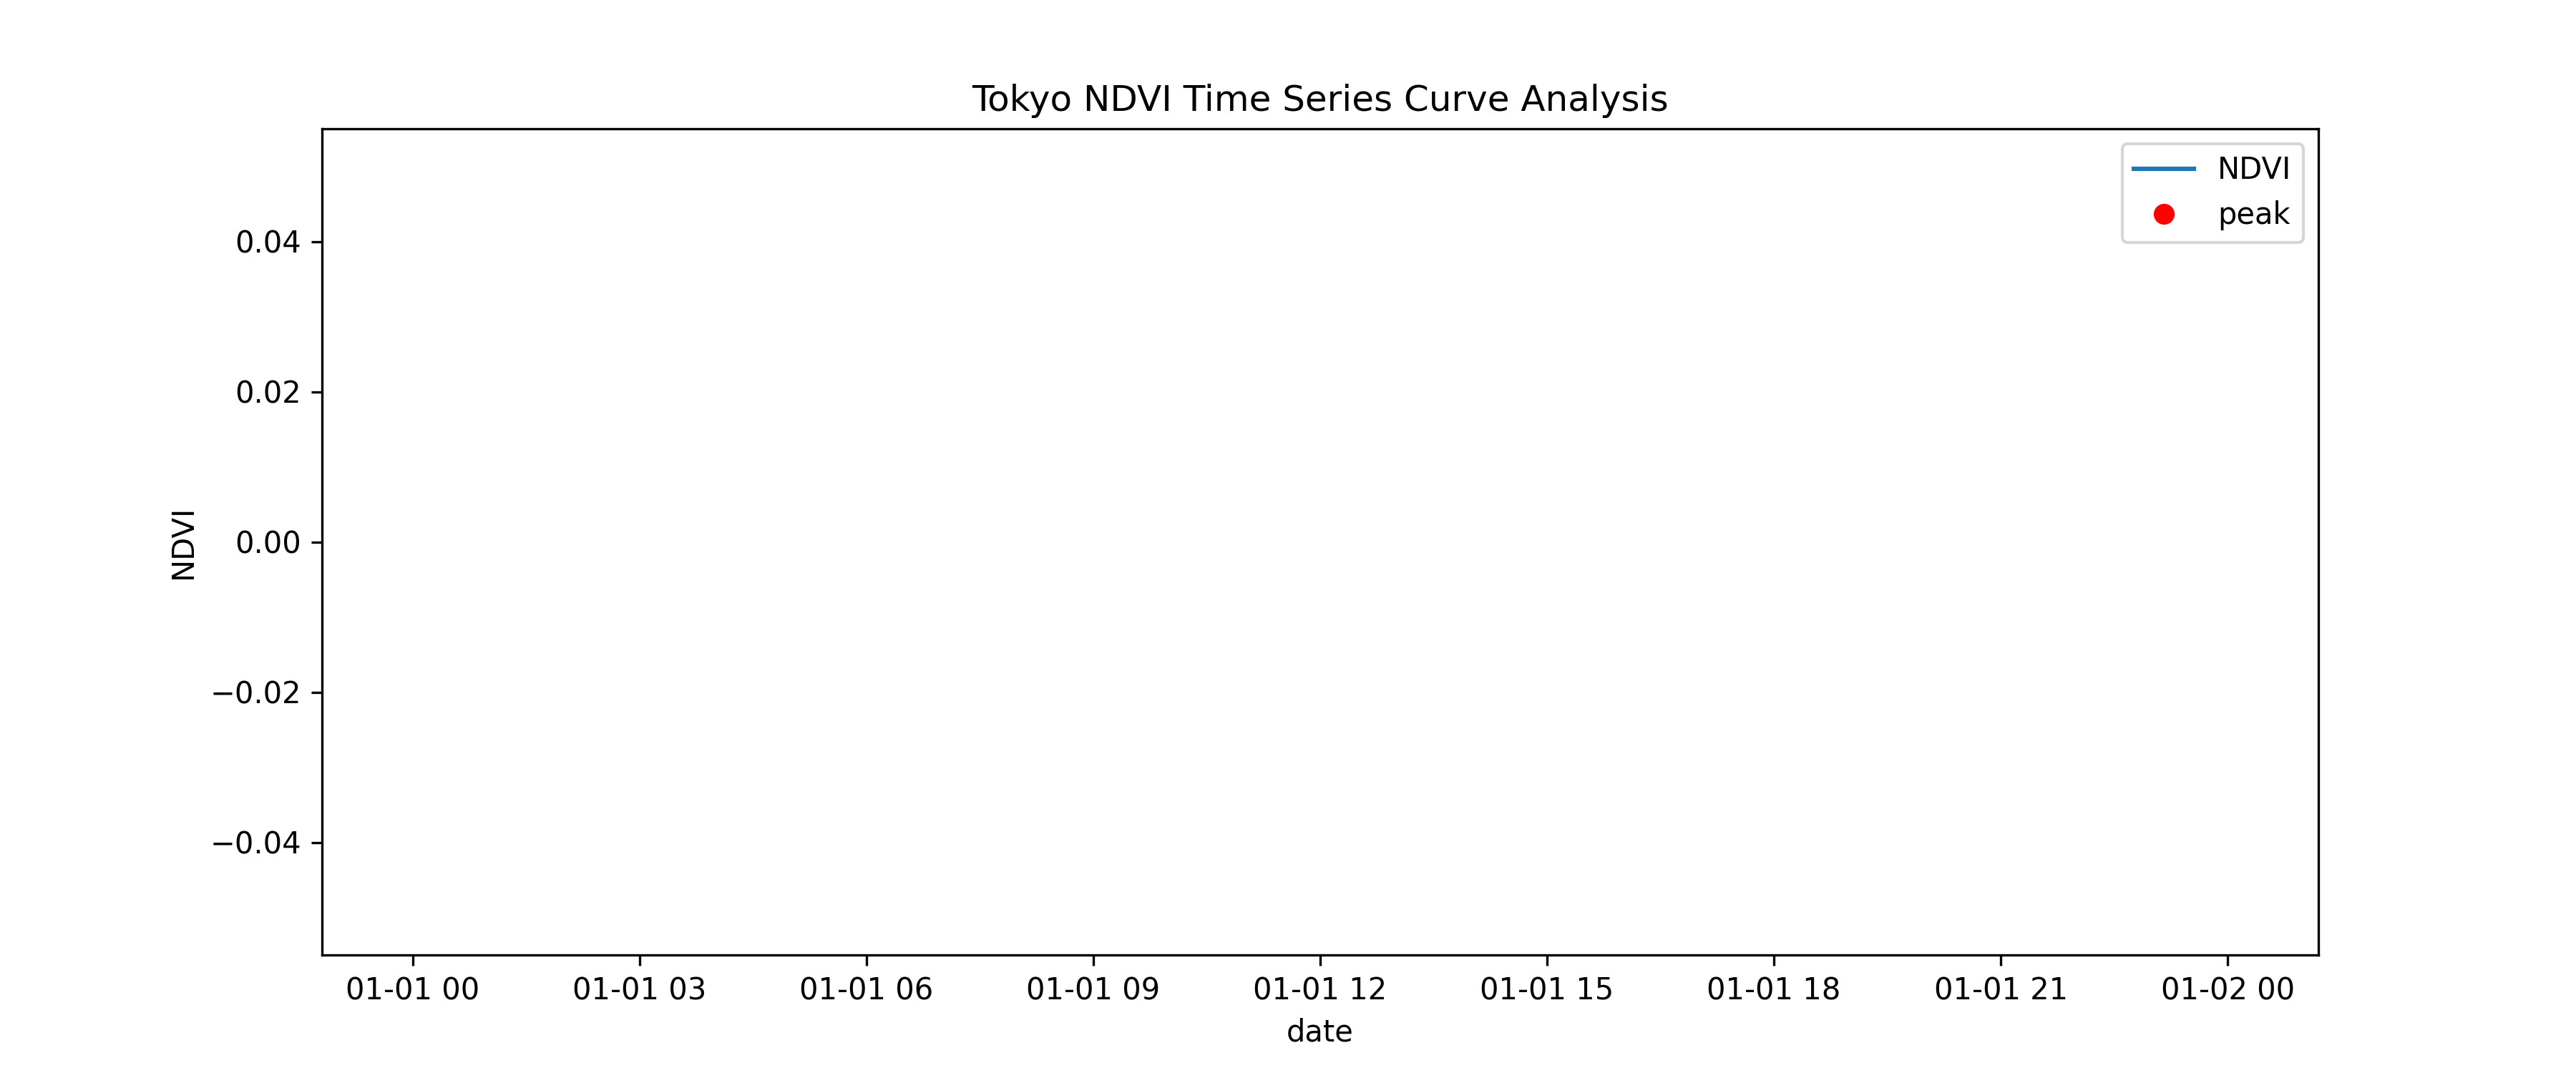 Tokyo NDVI Time Series Curve Analysis
NDVI
peak
0.04
0.02
0.00
−0.02
−0.04
NDVI
01-01 00 01-01 03 01-01 06 01-01 09 01-01 12 01-01 15 01-01 18 01-01 21 01-02 00
date